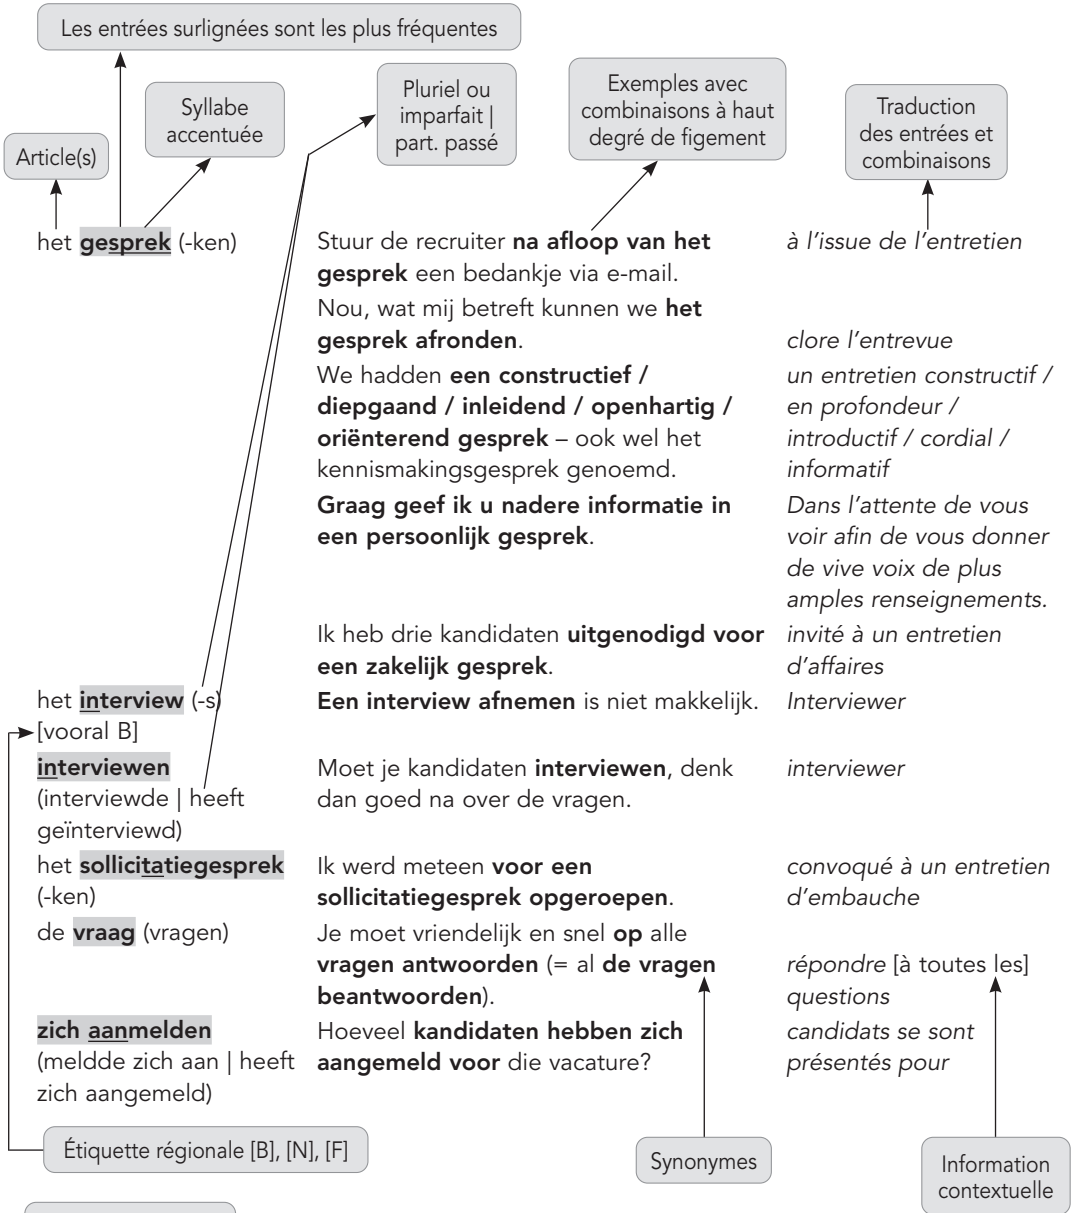 Les entrées surlignées sont les plus fréquentes
Article(s)
Syllabe
accentuée
Pluriel ou
imparfait |
part. passé
Exemples avec
combinaisons à haut
degré de figement
Traduction
des entrées et
combinaisons
het gesprek (-ken)
Stuur de recruiter na afloop van het
gesprek een bedankje via e-mail.
à l’issue de l’entretien
Nou, wat mij betreft kunnen we het
gesprek afronden.
clore l’entrevue
We hadden een constructief /
diepgaand / inleidend / openhartig /
oriënterend gesprek – ook wel het
kennismakingsgesprek genoemd.
un entretien constructif /
en profondeur /
introductif / cordial /
informatif
Graag geef ik u nadere informatie in
een persoonlijk gesprek.
Dans l’attente de vous
voir afin de vous donner
de vive voix de plus
amples renseignements.
Ik heb drie kandidaten uitgenodigd voor
een zakelijk gesprek.
invité à un entretien
d’affaires
het interview (-s)
[vooral B]
Een interview afnemen is niet makkelijk.
Interviewer
interviewen
(interviewde | heeft
geïnterviewd)
Moet je kandidaten interviewen, denk
dan goed na over de vragen.
interviewer
het sollicitatiegesprek
(-ken)
Ik werd meteen voor een
sollicitatiegesprek opgeroepen.
convoqué à un entretien
d’embauche
de vraag (vragen)
Je moet vriendelijk en snel op alle
vragen antwoorden (= al de vragen
beantwoorden).
répondre [à toutes les]
questions
zich aanmelden
(meldde zich aan | heeft
zich aangemeld)
Hoeveel kandidaten hebben zich
aangemeld voor die vacature?
candidats se sont
présentés pour
Étiquette régionale [B], [N], [F]
Synonymes
Information
contextuelle